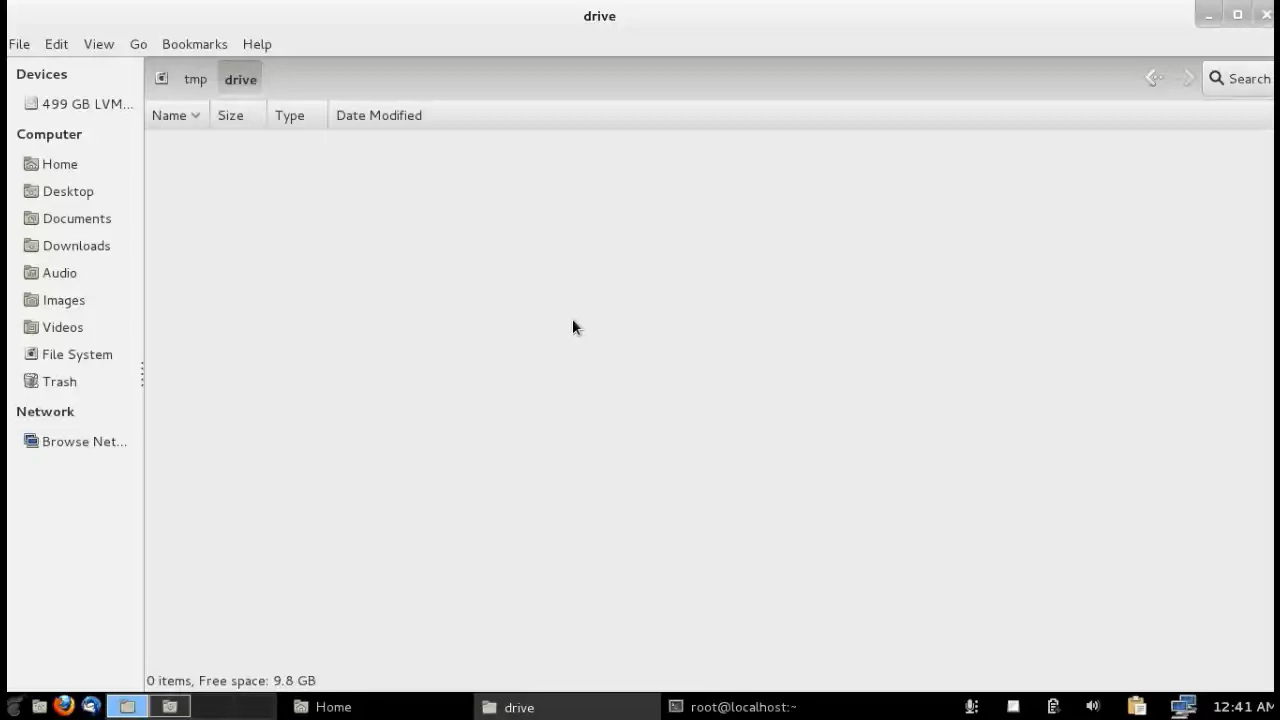 drive
File Edit View Go Bookmarks Help
Devices
499 GB LVM...
Computer
Home
Desktop
Documents
Downloads
Audio
Images
Videos
File System
Trash
Network
Browse Net...
tmp drive
Search
Name Size Type Date Modified
0 items, Free space: 9.8 GB
Home drive root@localhost:~ 12:41 AM